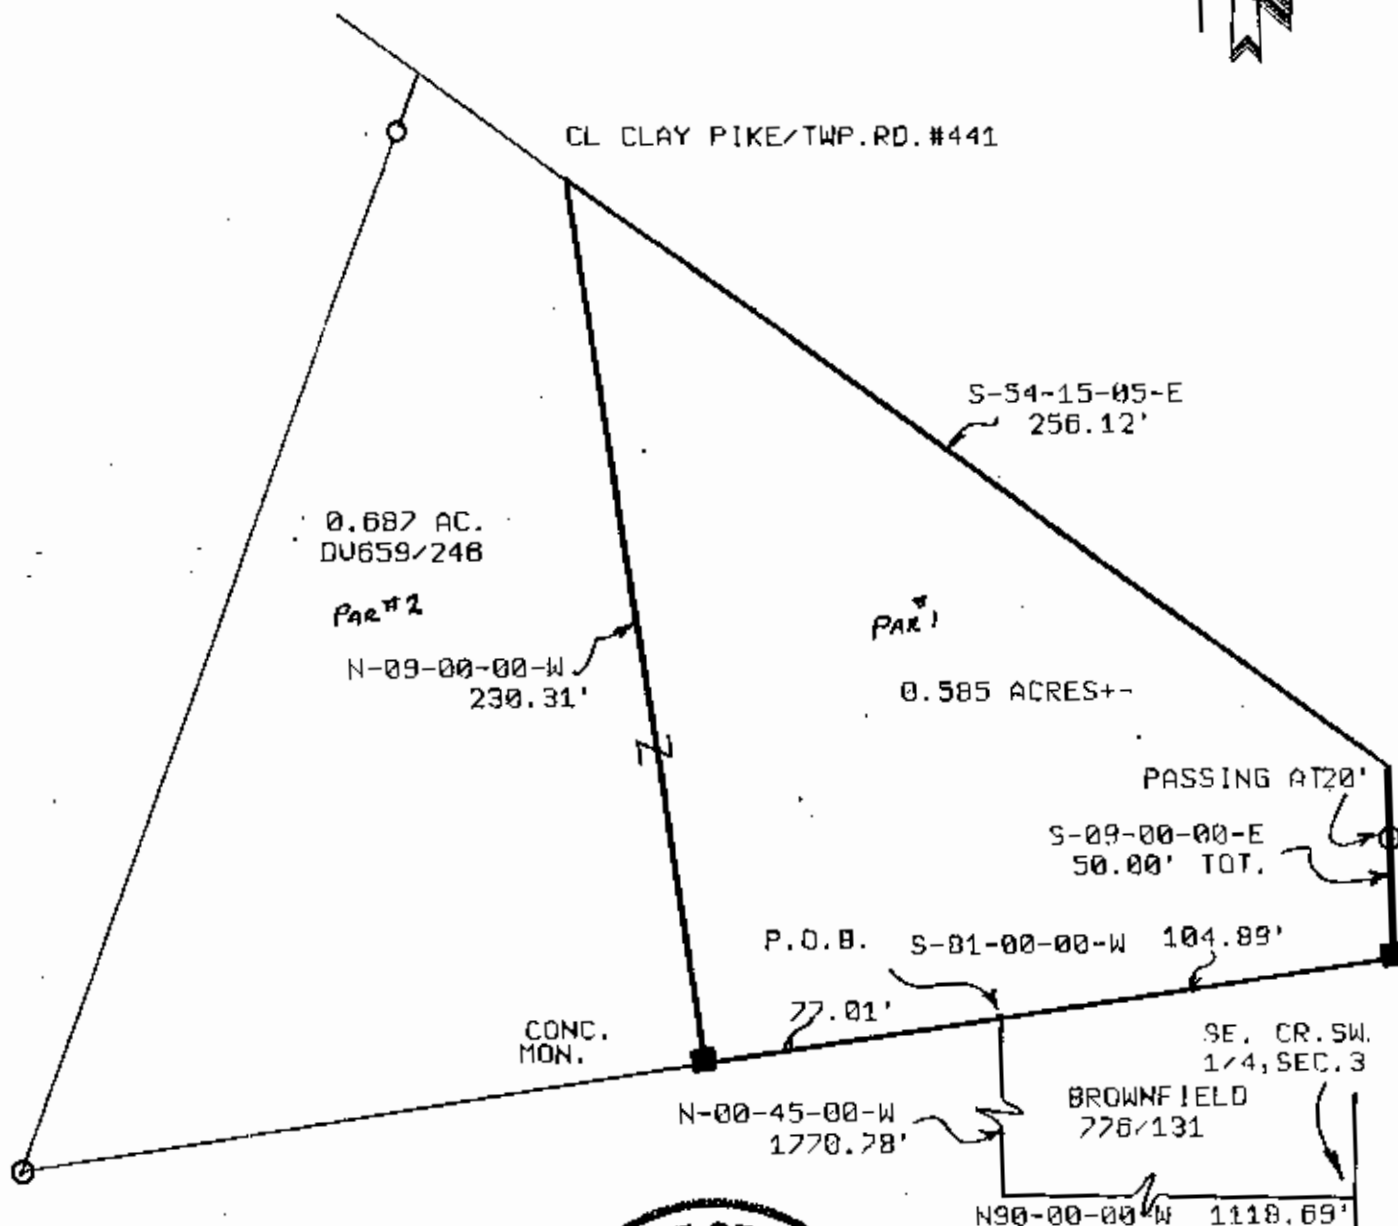 CL CLAY PIKE/TWP.RD.#441
S-54-15-05-E
256.12'
0.687 AC.
DV659/246
PAR#2
PAR#1
N-09-00-00-W
230.31'
0.585 ACRES+-
PASSING AT20'
S-09-00-00-E
50.00' TOT.
P.O.B.
S-81-00-00-W 104.89'
77.01'
CONC.
MON.
SE. CR.SW.
1/4,SEC.3
N-00-45-00-W
1770.78'
BROWNFIELD
776/131
N90-00-00-W 1118.69'